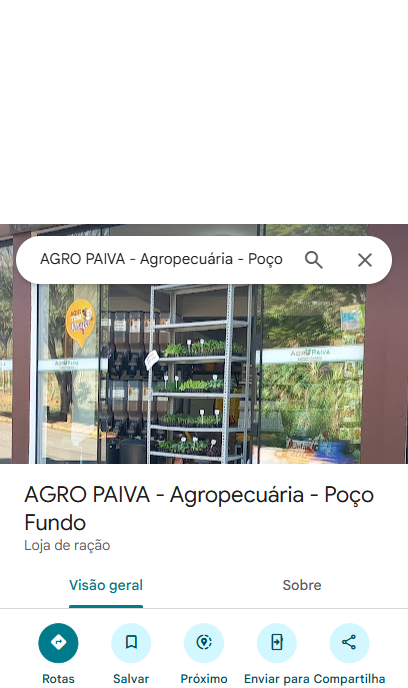 AGRO PAIVA - Agropecuária - Poço
AGRO PAIVA
AGRO PAIVA
AGRO PAIVA - Agropecuária - Poço
Fundo
Loja de ração
Visão geral
Sobre
Rotas
Salvar
Próximo
Enviar para
Compartilha